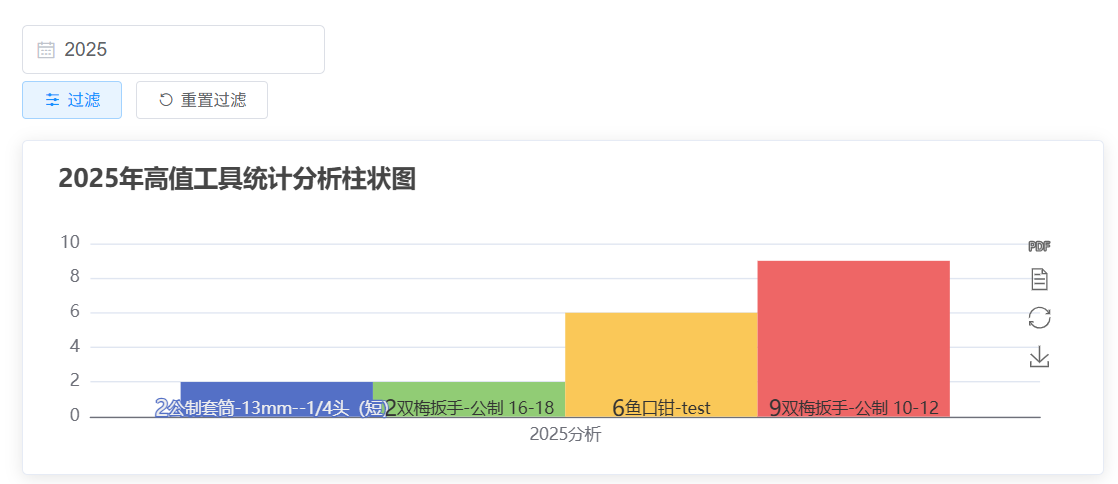 2025
过滤 重置过滤
2025年高值工具统计分析柱状图
PDF
10
8
6
4
2
0
2公制套筒-13mm--1/4头（短）
2双梅扳手-公制 16-18
6鱼口钳-test
9双梅扳手-公制 10-12
2025分析